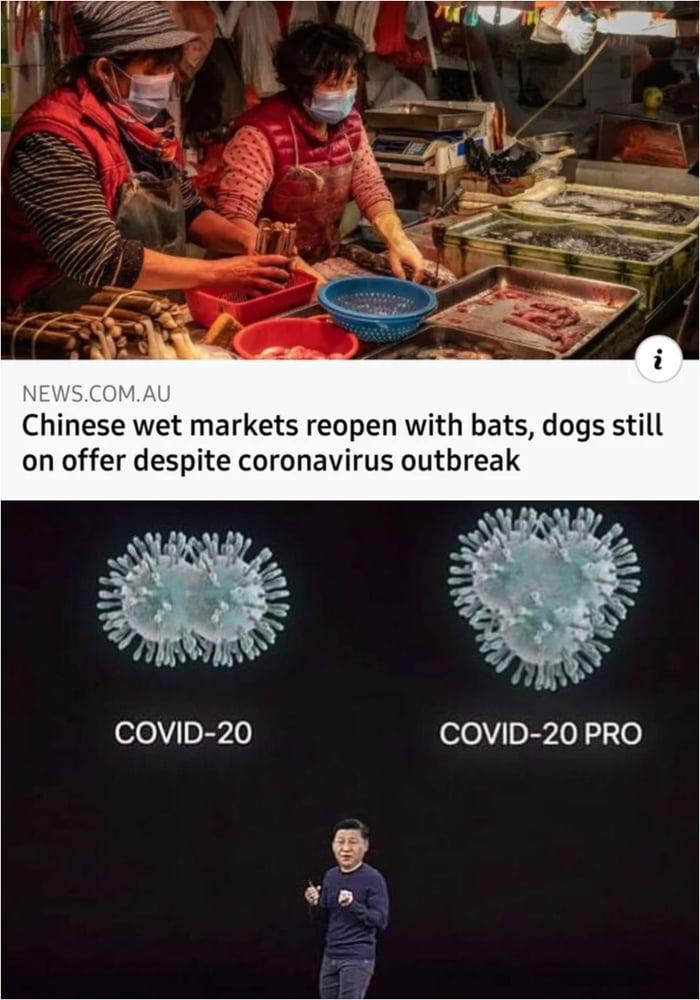 NEWS.COM.AU
Chinese wet markets reopen with bats, dogs still
on offer despite coronavirus outbreak
COVID-20
COVID-20 PRO